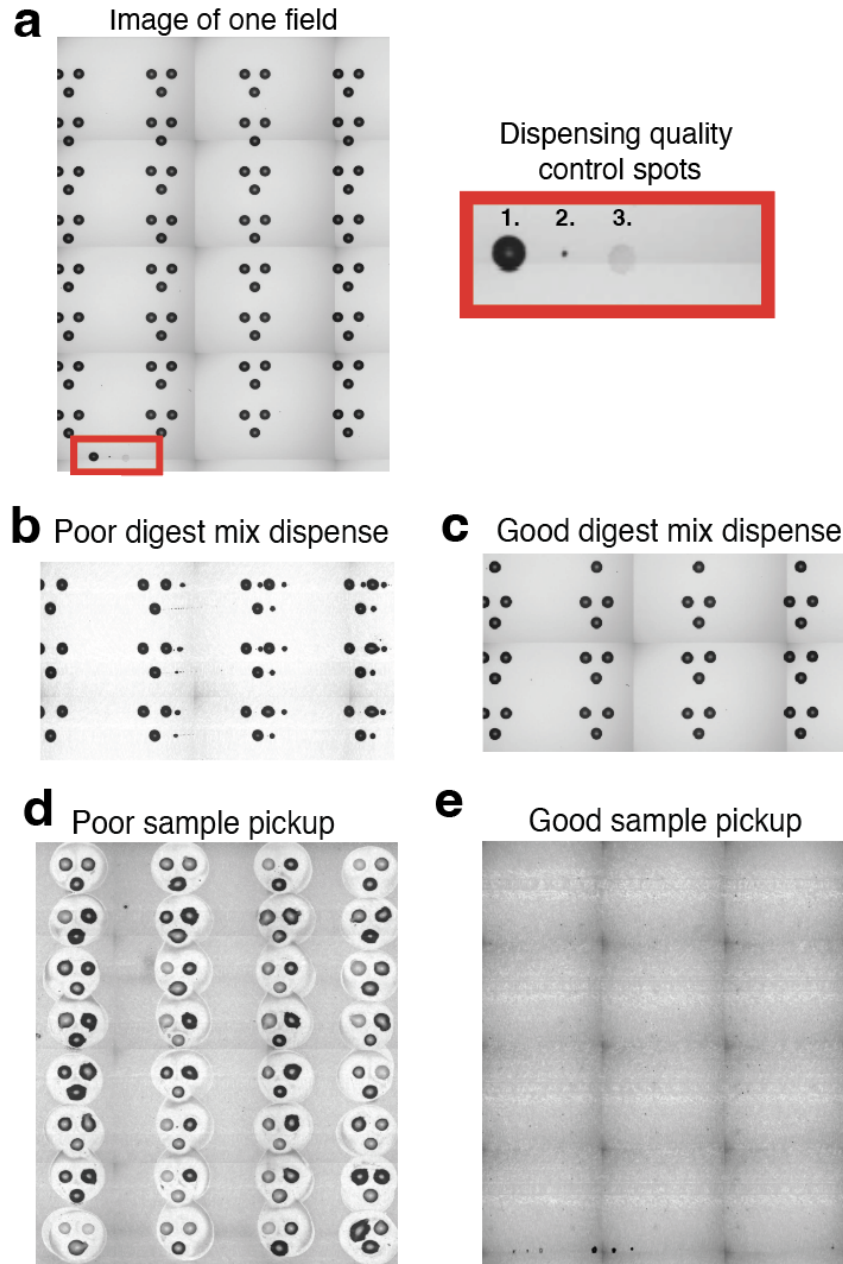 a
Image of one field
Dispensing quality
control spots
1. 2. 3.
b Poor digest mix dispense
c Good digest mix dispense
d Poor sample pickup
e Good sample pickup